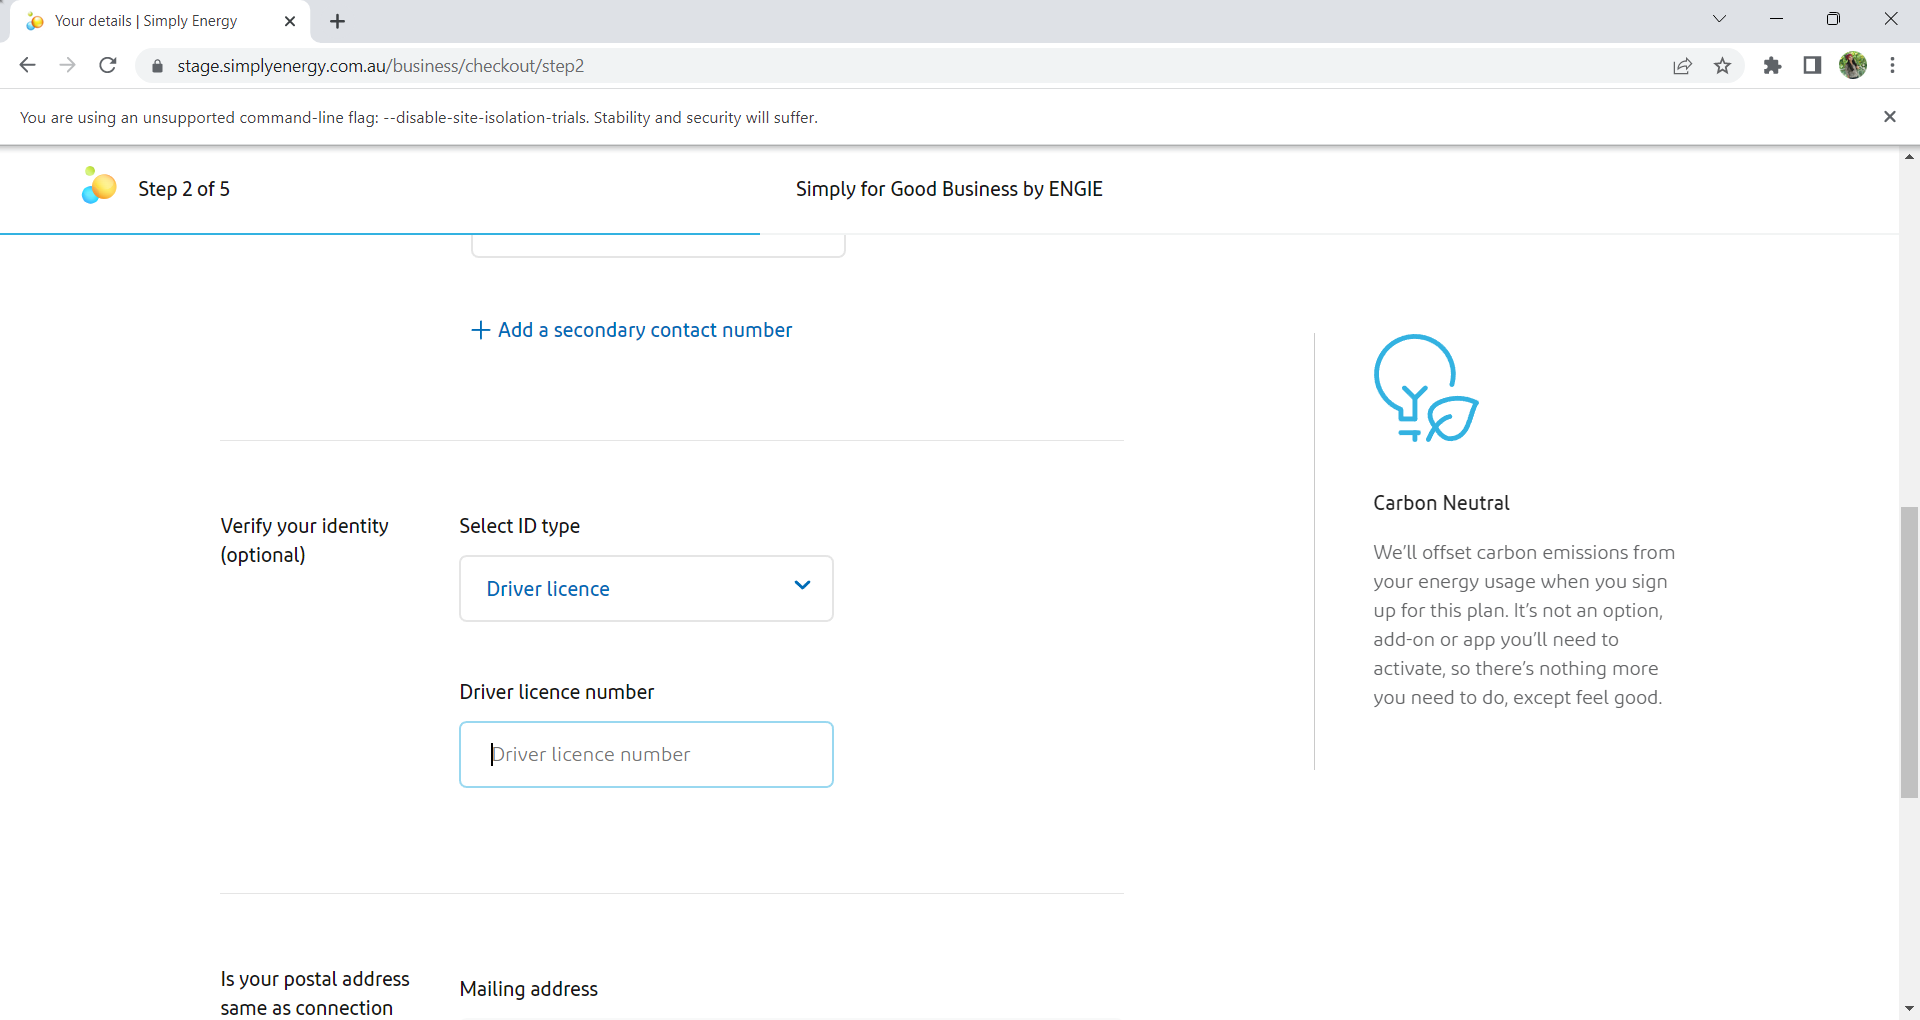 Your details | Simply Energy
stage.simplyenergy.com.au/business/checkout/step2
You are using an unsupported command-line flag: --disable-site-isolation-trials. Stability and security will suffer.
Step 2 of 5
Simply for Good Business by ENGIE
Add a secondary contact number
Verify your identity
(optional)
Select ID type
Driver licence
Driver licence number
Driver licence number
Carbon Neutral
We’ll offset carbon emissions from
your energy usage when you sign
up for this plan. It’s not an option,
add-on or app you’ll need to
activate, so there’s nothing more
you need to do, except feel good.
Is your postal address
same as connection
Mailing address